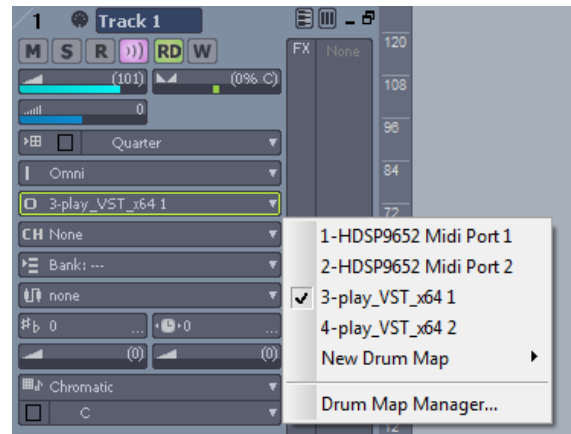 1 Track 1
M S R RD W
(101) (0% C)
0
Quarter
Omni
3-play_VST_x64 1
CH None
Bank: ---
none
#b 0 ... 0 ...
(0) (0)
Chromatic
C
FX None
120
108
96
84
72
12
1-HDSP9652 Midi Port 1
2-HDSP9652 Midi Port 2
3-play_VST_x64 1
4-play_VST_x64 2
New Drum Map
Drum Map Manager...